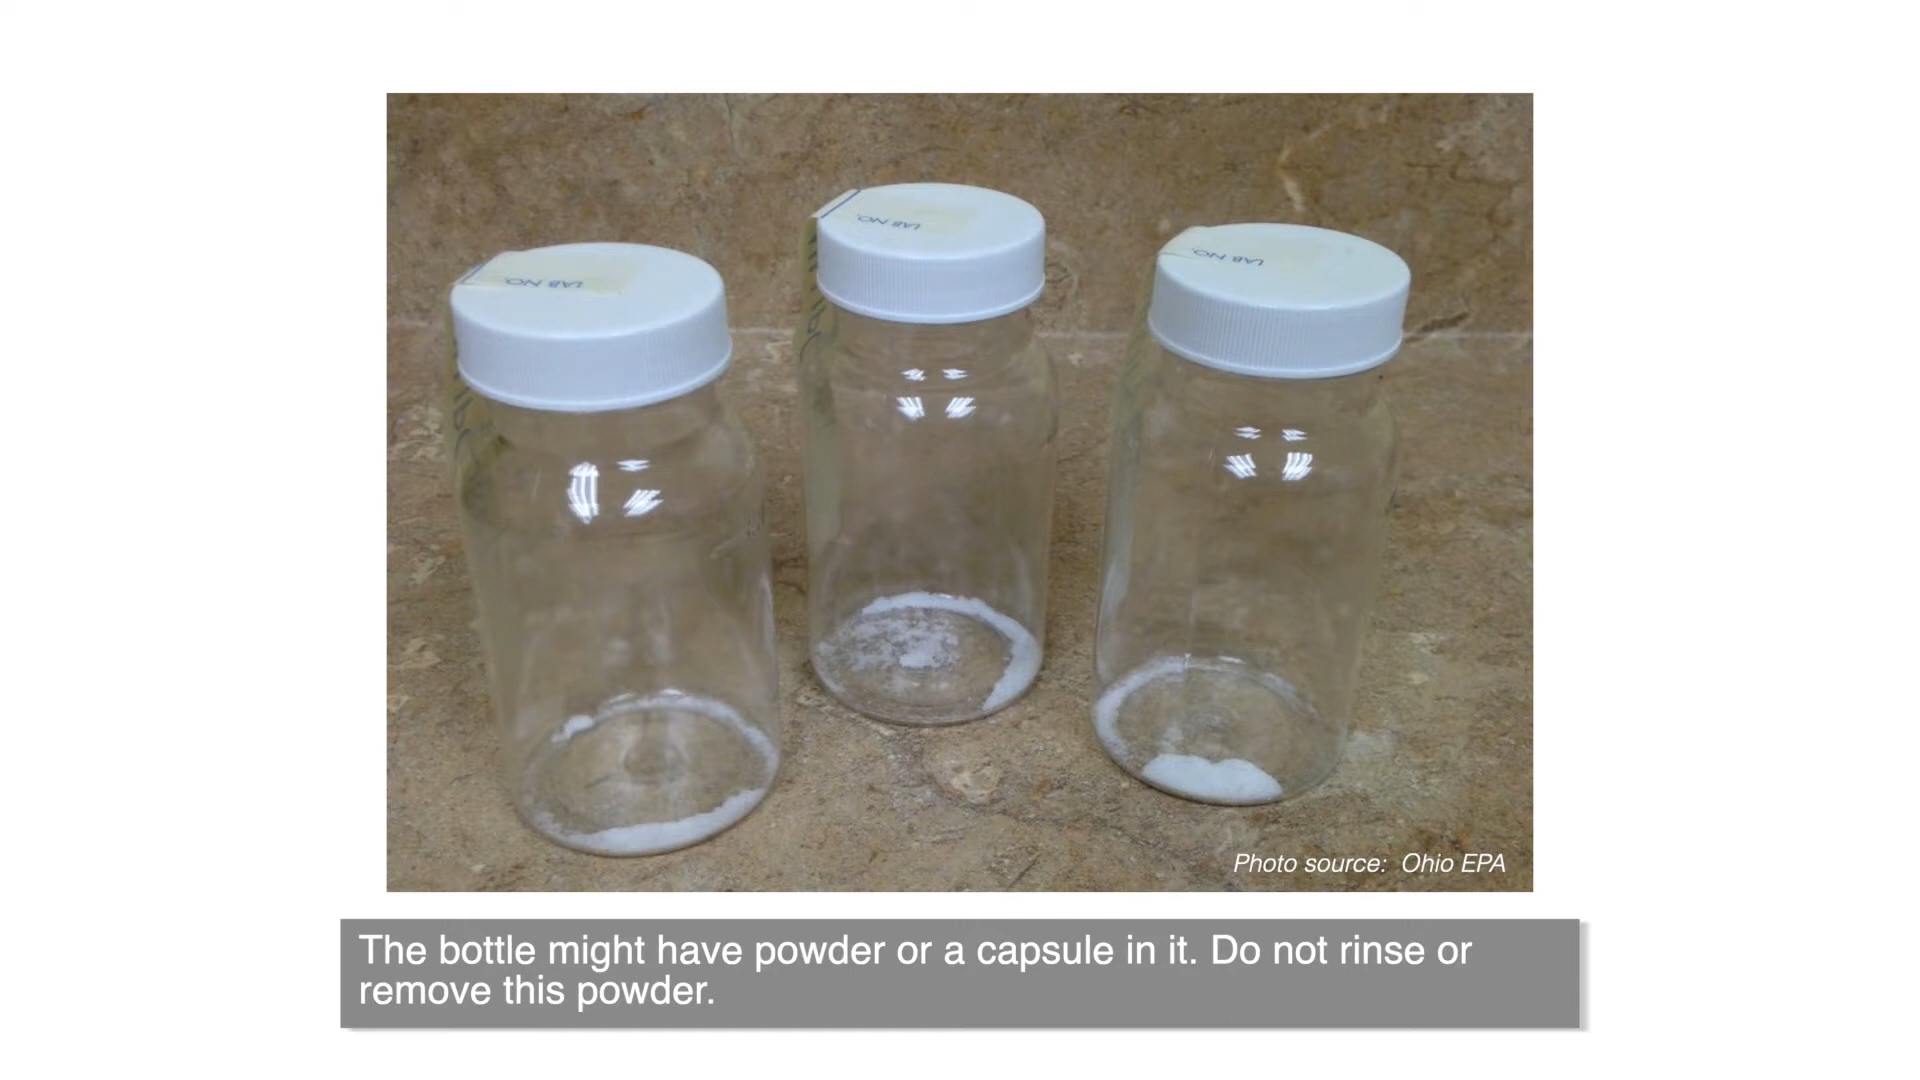 LAB NO.
LAB NO.
LAB NO.
Photo source: Ohio EPA
The bottle might have powder or a capsule in it. Do not rinse or
remove this powder.